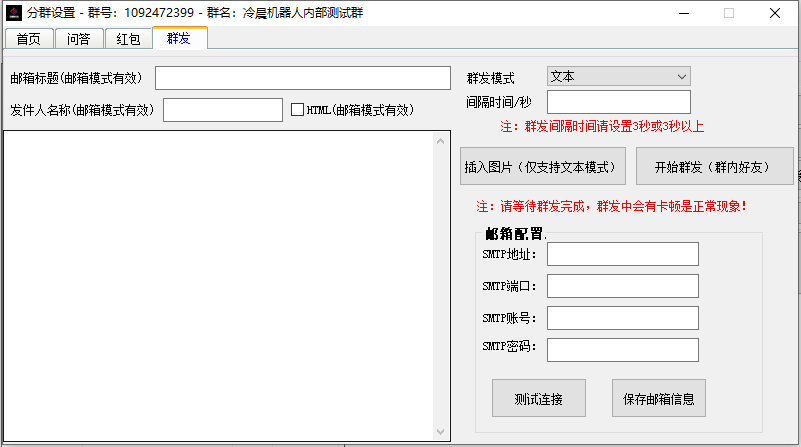 分群设置 - 群号：1092472399 - 群名：冷晨机器人内部测试群
首页 问答 红包 群发
邮箱标题(邮箱模式有效)
发件人名称(邮箱模式有效) HTML(邮箱模式有效)
群发模式 文本
间隔时间/秒
注：群发间隔时间请设置3秒或3秒以上
插入图片（仅支持文本模式） 开始群发（群内好友）
注：请等待群发完成，群发中会有卡顿是正常现象！
邮箱配置
SMTP地址：
SMTP端口：
SMTP账号：
SMTP密码：
测试连接 保存邮箱信息